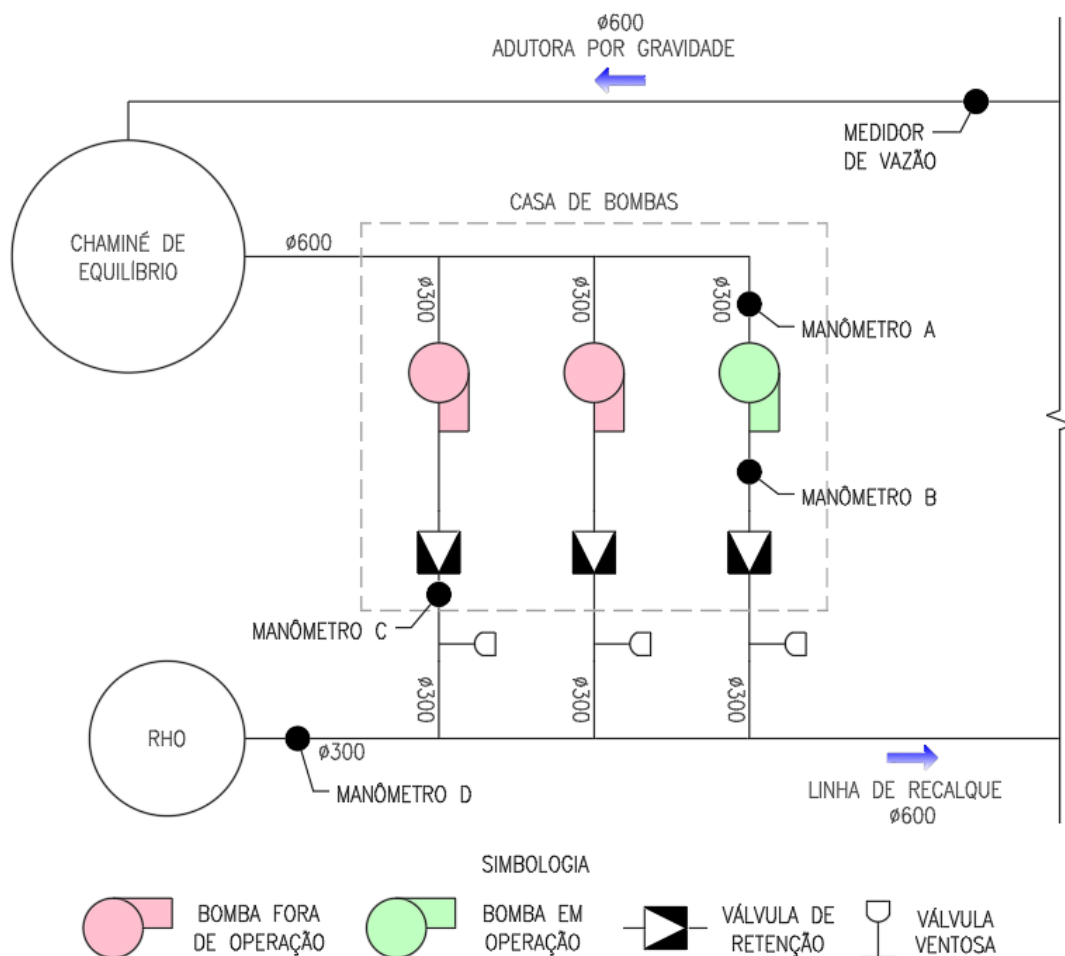 ø600
ADUTORA POR GRAVIDADE
MEDIDOR
DE VAZÃO
CASA DE BOMBAS
CHAMINÉ DE
EQUILÍBRIO
ø600
ø300
ø300
ø300
MANÔMETRO A
MANÔMETRO B
MANÔMETRO C
ø300
ø300
ø300
RHO
ø300
MANÔMETRO D
LINHA DE RECALQUE
ø600
SIMBOLOGIA
BOMBA FORA
DE OPERAÇÃO
BOMBA EM
OPERAÇÃO
VÁLVULA DE
RETENÇÃO
VÁLVULA
VENTOSA